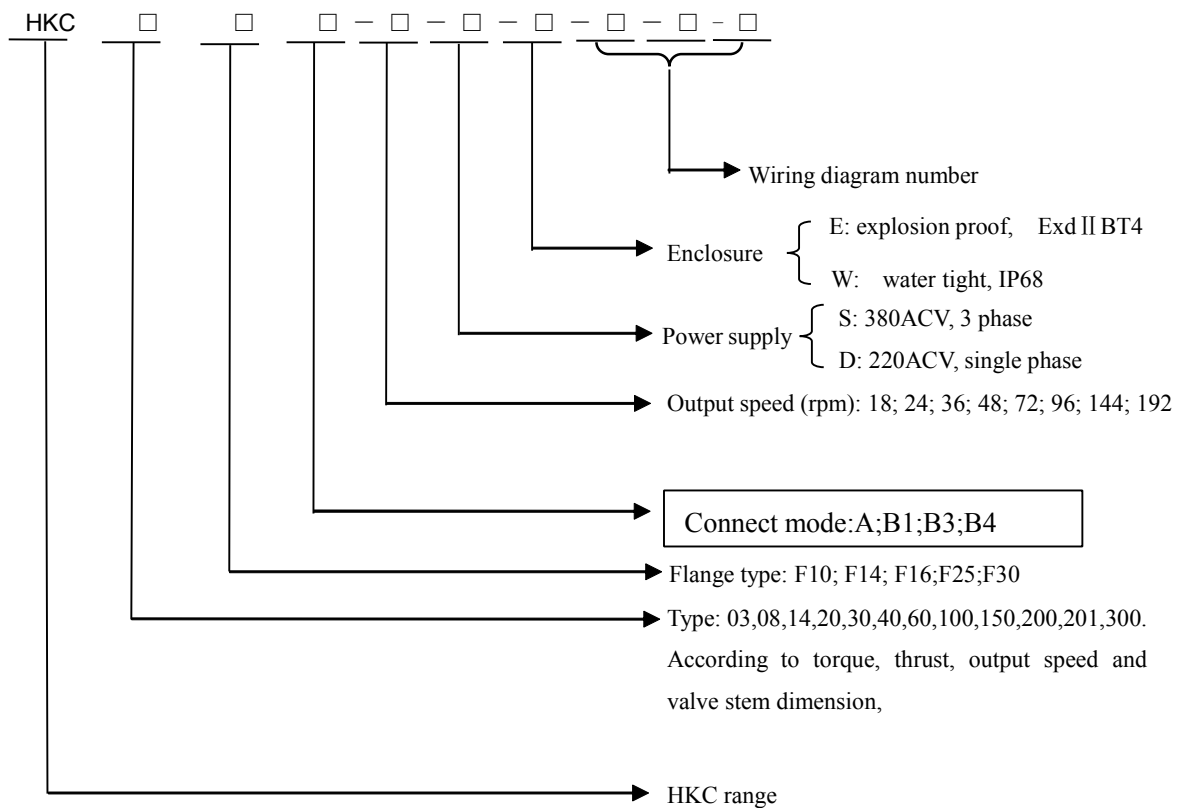 HKC □ □ □ — □ — □ — □ — □ — □ - □
Wiring diagram number
E: explosion proof, ExdⅡBT4
Enclosure
W: water tight, IP68
S: 380ACV, 3 phase
Power supply
D: 220ACV, single phase
Output speed (rpm): 18; 24; 36; 48; 72; 96; 144; 192
Connect mode:A;B1;B3;B4
Flange type: F10; F14; F16;F25;F30
Type: 03,08,14,20,30,40,60,100,150,200,201,300.
According to torque, thrust, output speed and
valve stem dimension,
HKC range